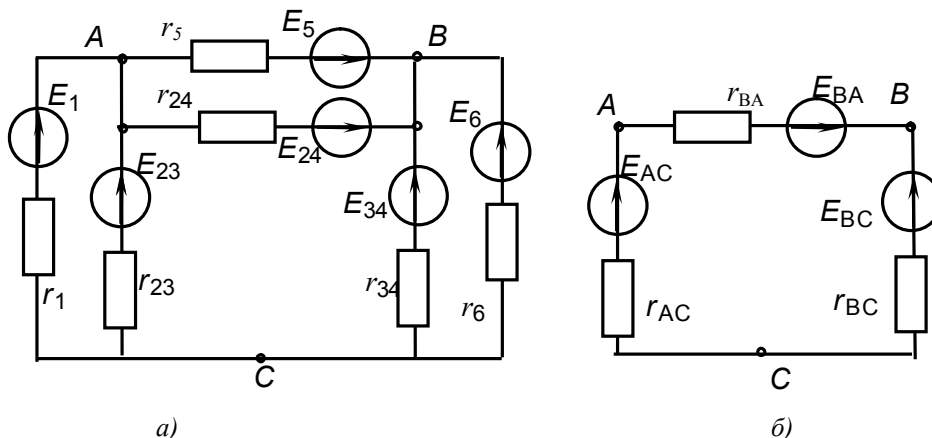 A r5 E5 B
E1 r24 E24 E6
E23 E34
r1 r23 r34 r6
C
а)
A rBA EBA B
EAC EBC
rAC rBC
C
б)